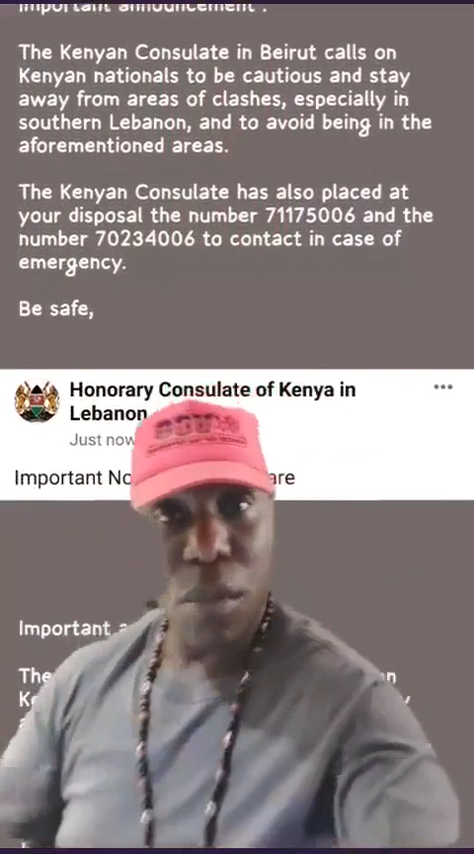 Important announcement .
The Kenyan Consulate in Beirut calls on
Kenyan nationals to be cautious and stay
away from areas of clashes, especially in
southern Lebanon, and to avoid being in the
aforementioned areas.
The Kenyan Consulate has also placed at
your disposal the number 71175006 and the
number 70234006 to contact in case of
emergency.
Be safe,
Honorary Consulate of Kenya in
Lebanon
Just now
Important
Important
The